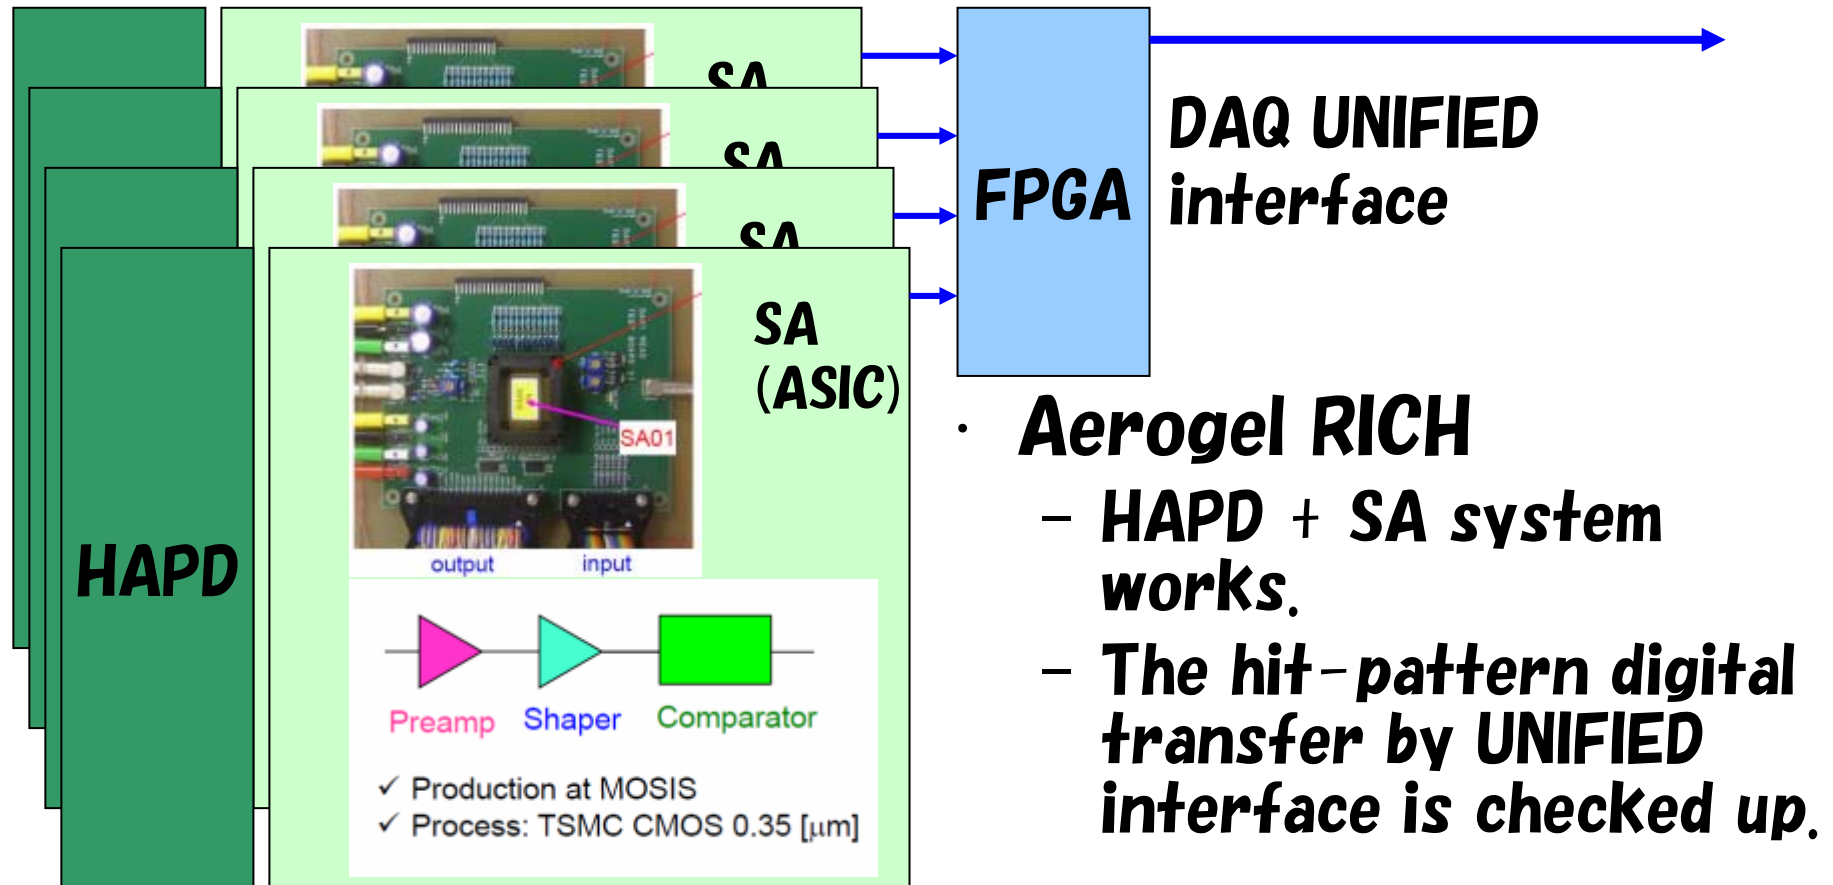 SA
SA
SA
SA
(ASIC)
HAPD
SA01
output input
Preamp Shaper Comparator
✓ Production at MOSIS
✓ Process: TSMC CMOS 0.35 [μm]
FPGA
DAQ UNIFIED
interface
· Aerogel RICH
– HAPD + SA system
works.
– The hit-pattern digital
transfer by UNIFIED
interface is checked up.